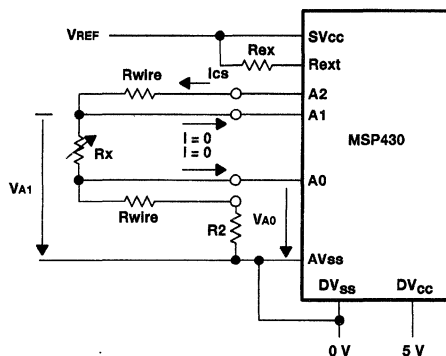 VREF
SVcc
Rex
Rext
Rwire
Ics
A2
A1
I = 0
I = 0
MSP430
Rx
VA1
A0
Rwire
VA0
R2
AVss
DVss
DVcc
0 V
5 V